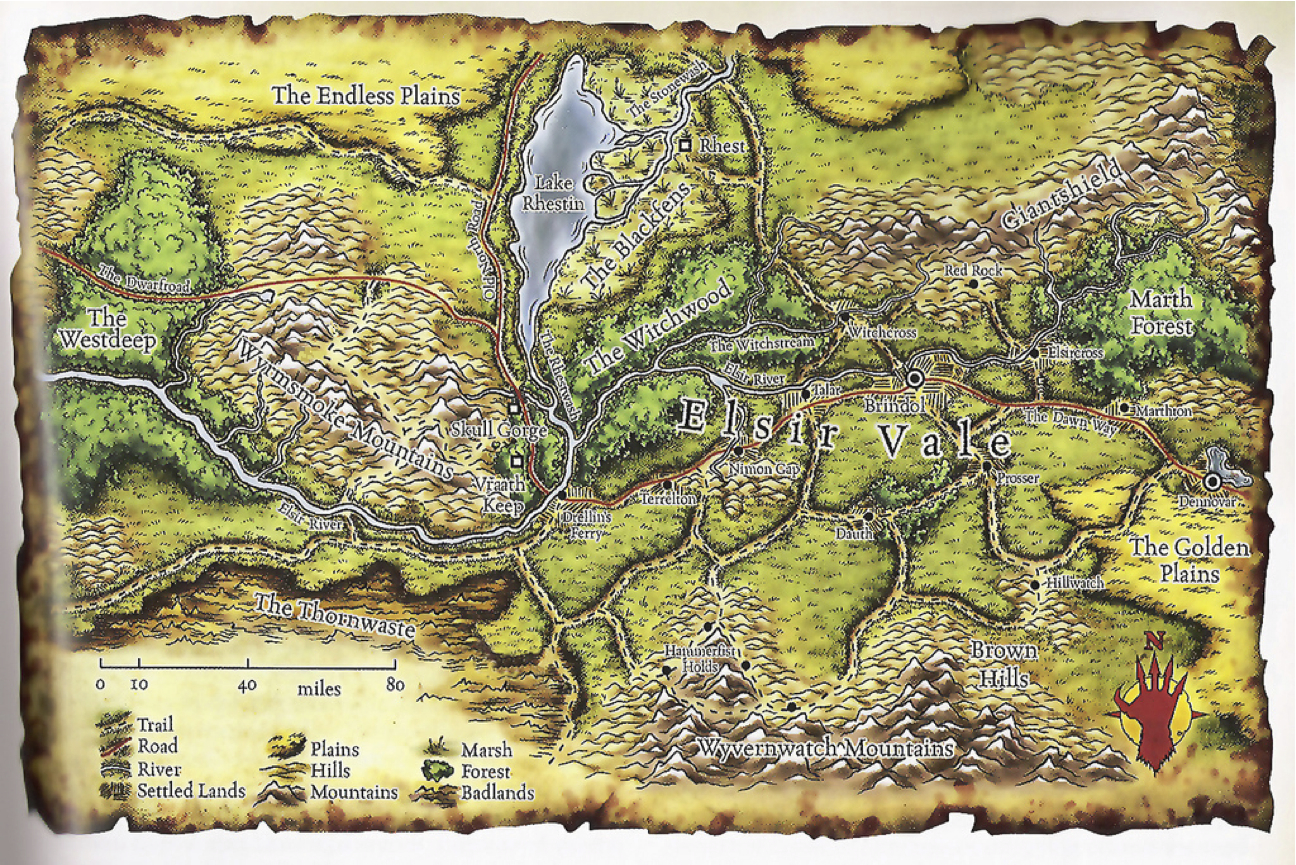 The Endless Plains
The Stonewash
Rhest
Lake
Rhestin
The Blackfens
Giantshield
Old North Road
The Dwarfroad
Red Rock
Marth
Forest
The
Westdeep
The Witchwood
Witchcross
The Witchstream
Elsircross
Wyrmsmoke Mountains
The Rhestwash
Elsir River
Talar
Brindol
Elsir Vale
The Dawn Way
Marthton
Skull Gorge
Nimon Gap
Vraath
Keep
Terrelton
Prosser
Dennovar
Drellin's
Ferry
Elsir River
Dauth
The Golden
Plains
Hillwatch
The Thornwaste
Hammerfist
Holds
Brown
Hills
N
0 10 40 miles 80
Trail
Road
River
Settled Lands
Plains
Hills
Mountains
Marsh
Forest
Badlands
Wyvernwatch Mountains